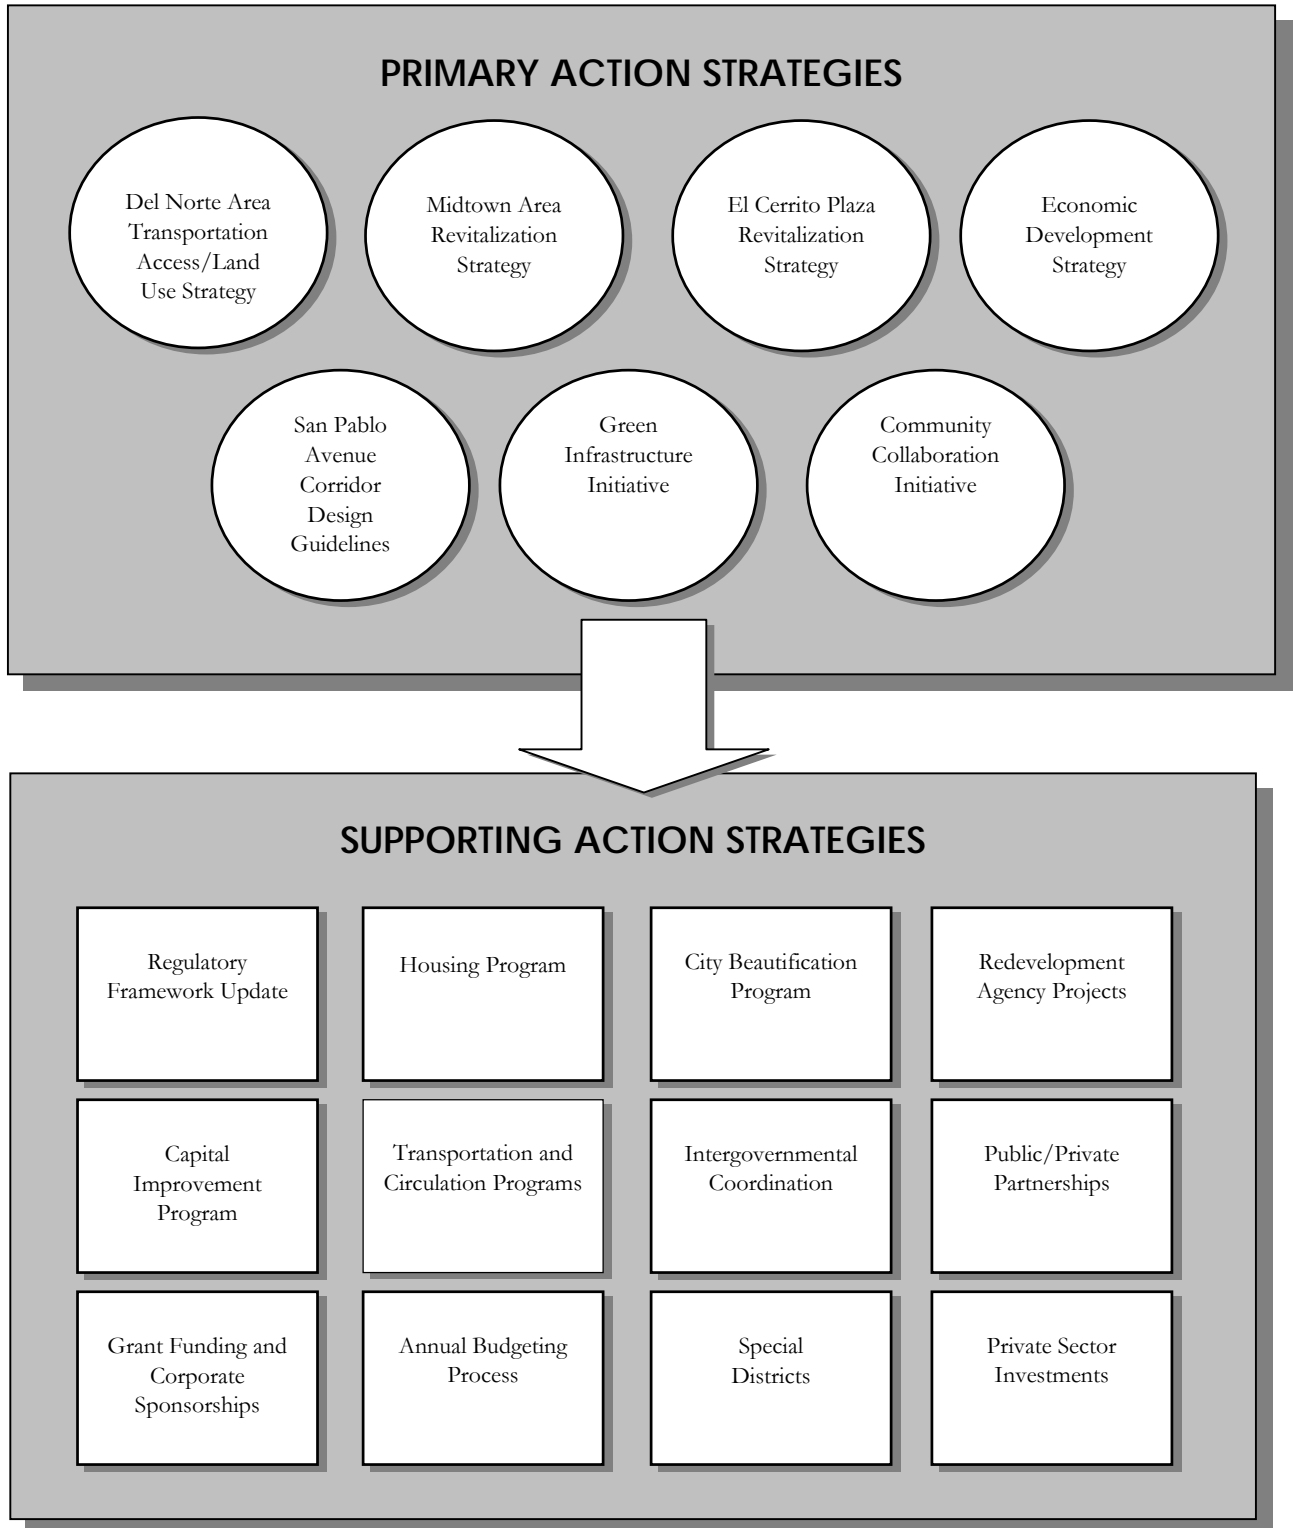 PRIMARY ACTION STRATEGIES
Del Norte Area
Transportation
Access/Land
Use Strategy
Midtown Area
Revitalization
Strategy
El Cerrito Plaza
Revitalization
Strategy
Economic
Development
Strategy
San Pablo
Avenue
Corridor
Design
Guidelines
Green
Infrastructure
Initiative
Community
Collaboration
Initiative
SUPPORTING ACTION STRATEGIES
Regulatory
Framework Update
Housing Program
City Beautification
Program
Redevelopment
Agency Projects
Capital
Improvement
Program
Transportation and
Circulation Programs
Intergovernmental
Coordination
Public/Private
Partnerships
Grant Funding and
Corporate
Sponsorships
Annual Budgeting
Process
Special
Districts
Private Sector
Investments